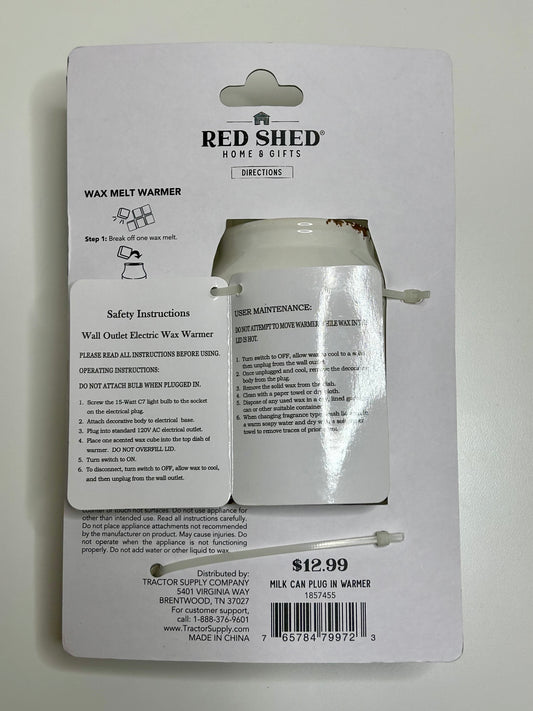 RED SHED®
HOME & GIFTS
DIRECTIONS
WAX MELT WARMER
Step 1: Break off one wax melt.
Safety Instructions
Wall Outlet Electric Wax Warmer
PLEASE READ ALL INSTRUCTIONS BEFORE USING.
OPERATING INSTRUCTIONS:
DO NOT ATTACH BULB WHEN PLUGGED IN.
1. Screw the 15-Watt C7 light bulb to the socket
on the electrical plug.
2. Attach decorative body to electrical base.
3. Plug into standard 120V AC electrical outlet.
4. Place one scented wax cube into the top dish of
warmer. DO NOT OVERFILL LID.
5. Turn switch to ON.
6. To disconnect, turn switch to OFF, allow wax to cool,
and then unplug from the wall outlet.
USER MAINTENANCE:
DO NOT ATTEMPT TO MOVE WARMER WHILE WAX IN
LID IS HOT.
1. Turn switch to OFF, allow wax to cool to a
then unplug from the wall outlet.
2. Once unplugged and cool, remove the decorative
body from the plug.
3. Remove the solid wax from the dish.
4. Clean with a paper towel or dry cloth.
5. Dispose of any used wax in a
can or other suitable container.
6. When changing fragrance type,
a warm soapy water and dry
towel to remove traces of prior
counter or touch hot surfaces. Do not use appliance for
other than intended use. Read all instructions carefully.
Do not place appliance attachments not recommended
by the manufacturer on product. May cause injuries. Do
not operate when the appliance is not functioning
properly. Do not add water or other liquid to wax.
Distributed by:
TRACTOR SUPPLY COMPANY
5401 VIRGINIA WAY
BRENTWOOD, TN 37027
For customer support,
call: 1-888-376-9601
www.TractorSupply.com
MADE IN CHINA
$12.99
MILK CAN PLUG IN WARMER
1857455
7 65784 79972 3